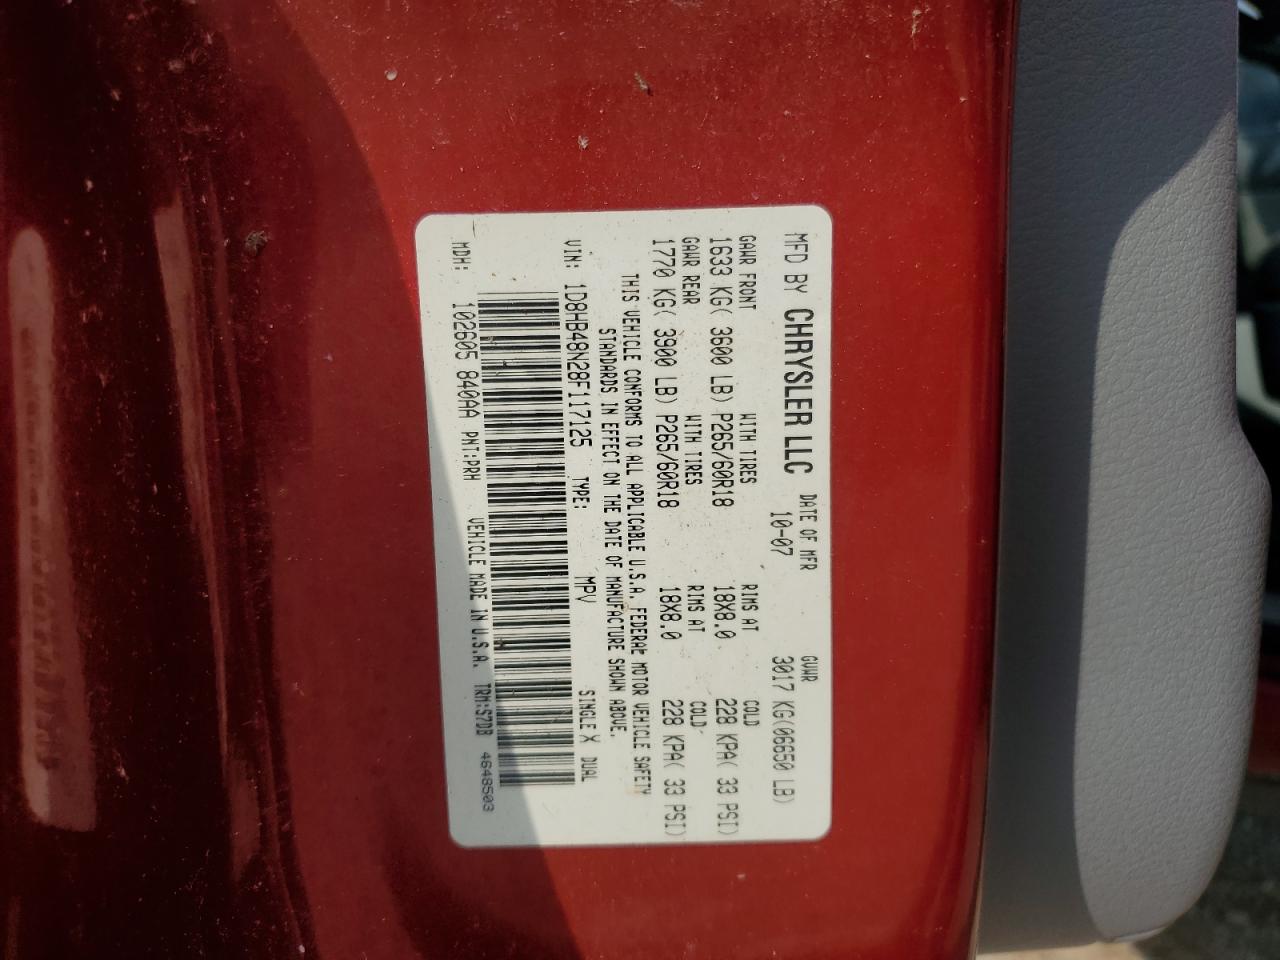 MFD BY CHRYSLER LLC DATE OF MFR GVWR
10-07 3017 KG(06650 LB)
GAWR FRONT WITH TIRES RIMS AT COLD
1633 KG( 3600 LB) P265/60R18 18X8.0 228 KPA( 33 PSI)
GAWR REAR WITH TIRES RIMS AT COLD
1770 KG( 3900 LB) P265/60R18 18X8.0 228 KPA( 33 PSI)
THIS VEHICLE CONFORMS TO ALL APPLICABLE U.S.A. FEDERAL MOTOR VEHICLE SAFETY
STANDARDS IN EFFECT ON THE DATE OF MANUFACTURE SHOWN ABOVE.
VIN: 1D8HB48N28F117125 TYPE: MPV SINGLE X DUAL
MDH: 102605 840AA PNT:PRH VEHICLE MADE IN U.S.A. TRM:S7DB 4648503